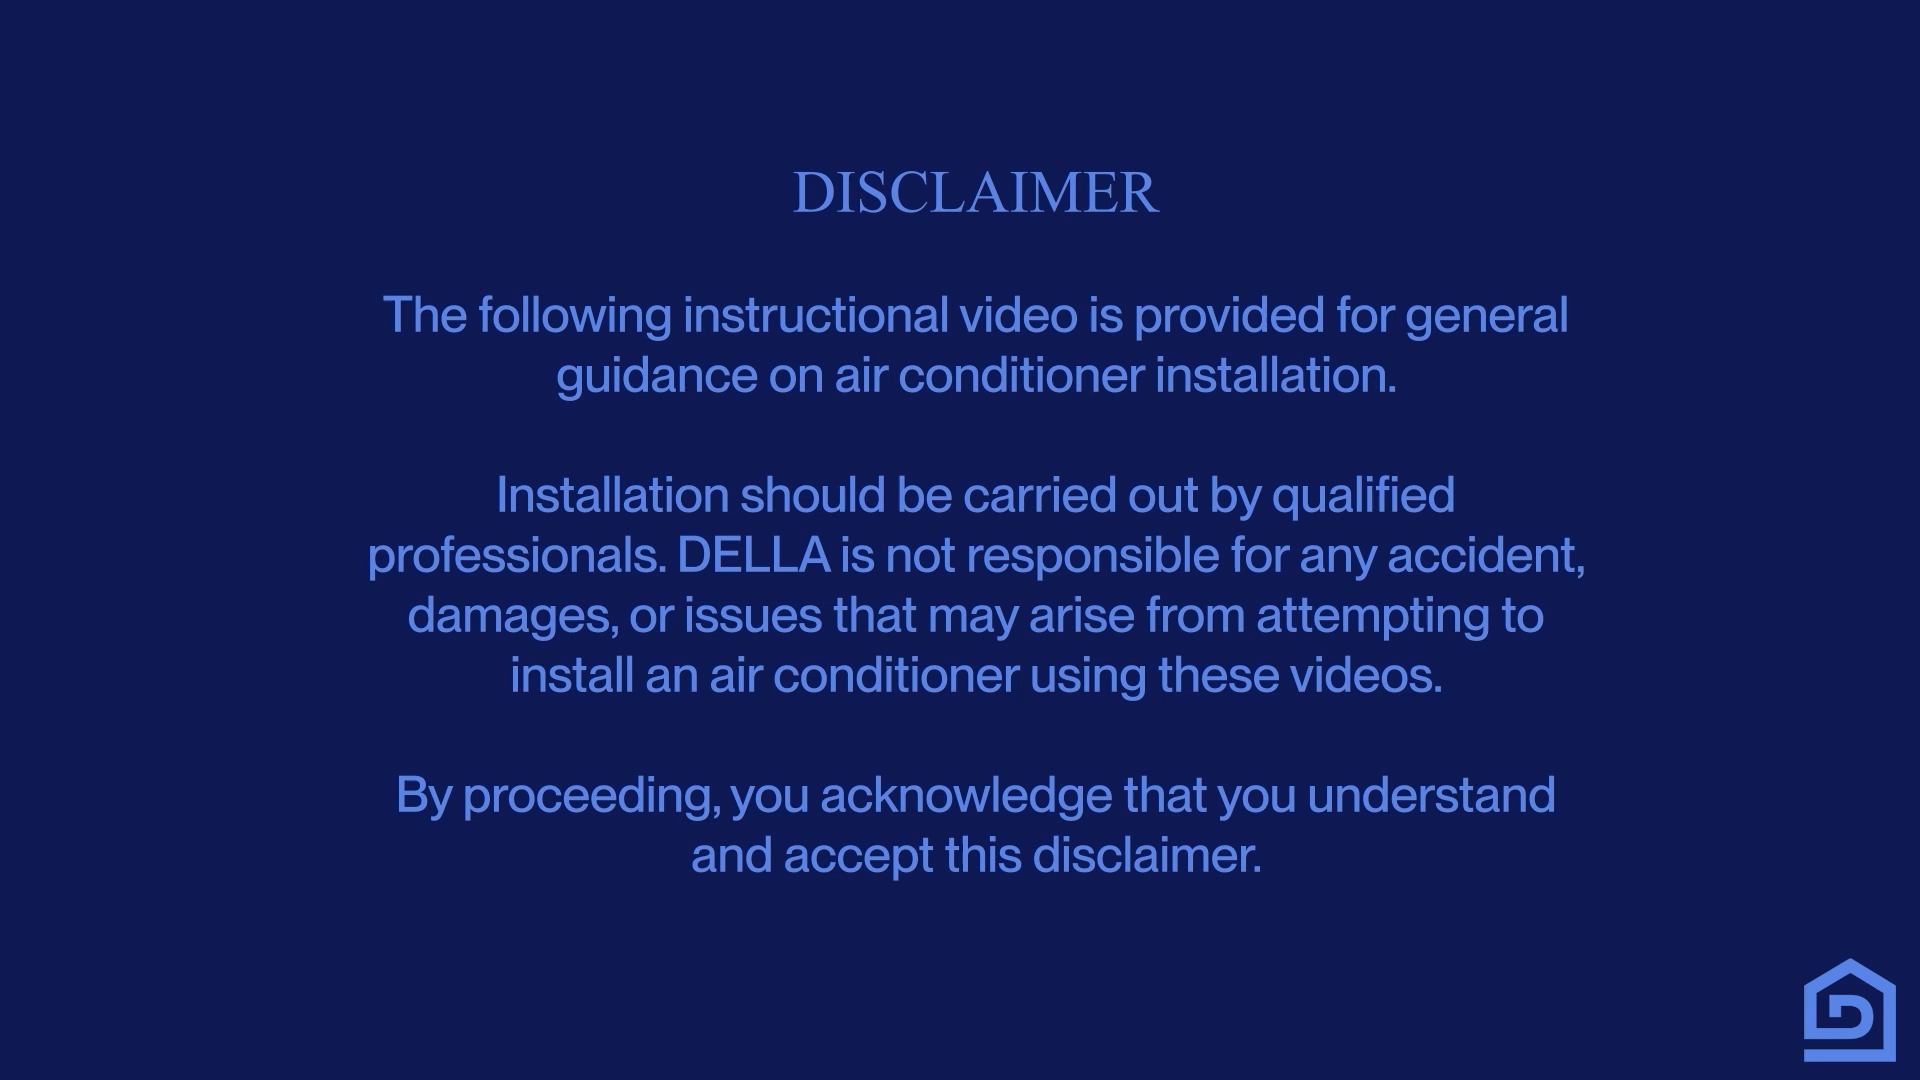 DISCLAIMER
The following instructional video is provided for general
guidance on air conditioner installation.
Installation should be carried out by qualified
professionals. DELLA is not responsible for any accident,
damages, or issues that may arise from attempting to
install an air conditioner using these videos.
By proceeding, you acknowledge that you understand
and accept this disclaimer.